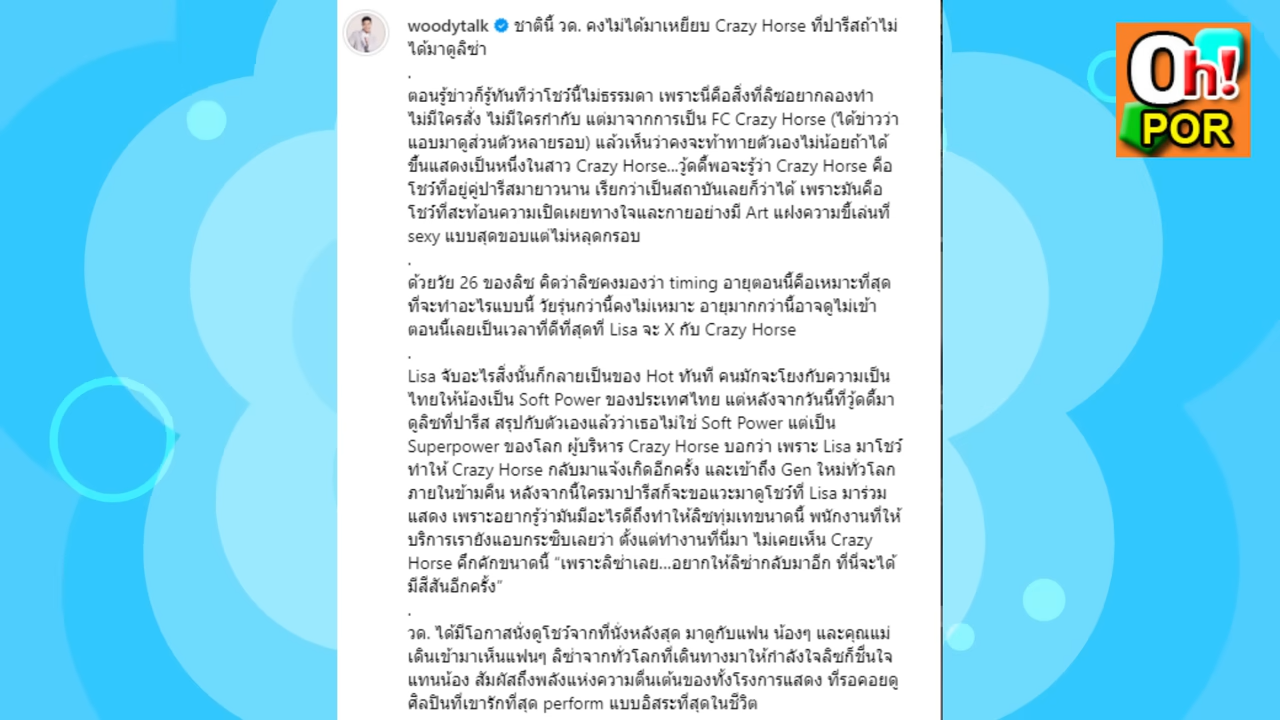 woodytalk ชาตินี้ วด. คงไม่ได้มาเหยียบ Crazy Horse ที่ปารีสถ้าไม่
ได้มาดูลิซ่า
.
ตอนรู้ข่าวก็รู้ทันทีว่าโชว์นี้ไม่ธรรมดา เพราะนี่คือสิ่งที่ลิซอยากลองทำ
ไม่มีใครสั่ง ไม่มีใครกำกับ แต่มาจากการเป็น FC Crazy Horse (ได้ข่าวว่า
แอบมาดูส่วนตัวหลายรอบ) แล้วเห็นว่าคงจะท้าทายตัวเองไม่น้อยถ้าได้
ขึ้นแสดงเป็นหนึ่งในสาว Crazy Horse...วู้ดดี้พอจะรู้ว่า Crazy Horse คือ
โชว์ที่อยู่คู่ปารีสมายาวนาน เรียกว่าเป็นสถาบันเลยก็ว่าได้ เพราะมันคือ
โชว์ที่สะท้อนความเปิดเผยทางใจและกายอย่างมี Art แฝงความขี้เล่นที่
sexy แบบสุดขอบแต่ไม่หลุดกรอบ
.
ด้วยวัย 26 ของลิซ คิดว่าลิซคงมองว่า timing อายุตอนนี้คือเหมาะที่สุด
ที่จะทำอะไรแบบนี้ วัยรุ่นกว่านี้คงไม่เหมาะ อายุมากกว่านี้อาจดูไม่เข้า
ตอนนี้เลยเป็นเวลาที่ดีที่สุดที่ Lisa จะ X กับ Crazy Horse
.
Lisa จับอะไรสิ่งนั้นก็กลายเป็นของ Hot ทันที คนมักจะโยงกับความเป็น
ไทยให้น้องเป็น Soft Power ของประเทศไทย แต่หลังจากวันนี้ที่วู้ดดี้มา
ดูลิซที่ปารีส สรุปกับตัวเองแล้วว่าเธอไม่ใช่ Soft Power แต่เป็น
Superpower ของโลก ผู้บริหาร Crazy Horse บอกว่า เพราะ Lisa มาโชว์
ทำให้ Crazy Horse กลับมาแจ้งเกิดอีกครั้ง และเข้าถึง Gen ใหม่ทั่วโลก
ภายในข้ามคืน หลังจากนี้ใครมาปารีสก็จะขอแวะมาดูโชว์ที่ Lisa มาร่วม
แสดง เพราะอยากรู้ว่ามันมีอะไรดีถึงทำให้ลิซทุ่มเทขนาดนี้ พนักงานที่ให้
บริการเรายังแอบกระซิบเลยว่า ตั้งแต่ทำงานที่นี่มา ไม่เคยเห็น Crazy
Horse คึกคักขนาดนี้ “เพราะลิซ่าเลย...อยากให้ลิซ่ากลับมาอีก ที่นี่จะได้
มีสีสันอีกครั้ง”
.
วด. ได้มีโอกาสนั่งดูโชว์จากที่นั่งหลังสุด มาดูกับแฟน น้องๆ และคุณแม่
เดินเข้ามาเห็นแฟนๆ ลิซ่าจากทั่วโลกที่เดินทางมาให้กำลังใจลิซก็ชื่นใจ
แทนน้อง สัมผัสถึงพลังแห่งความตื่นเต้นของทั้งโรงการแสดง ที่รอคอยดู
ศิลปินที่เขารักที่สุด perform แบบอิสระที่สุดในชีวิต
Oh!
POR